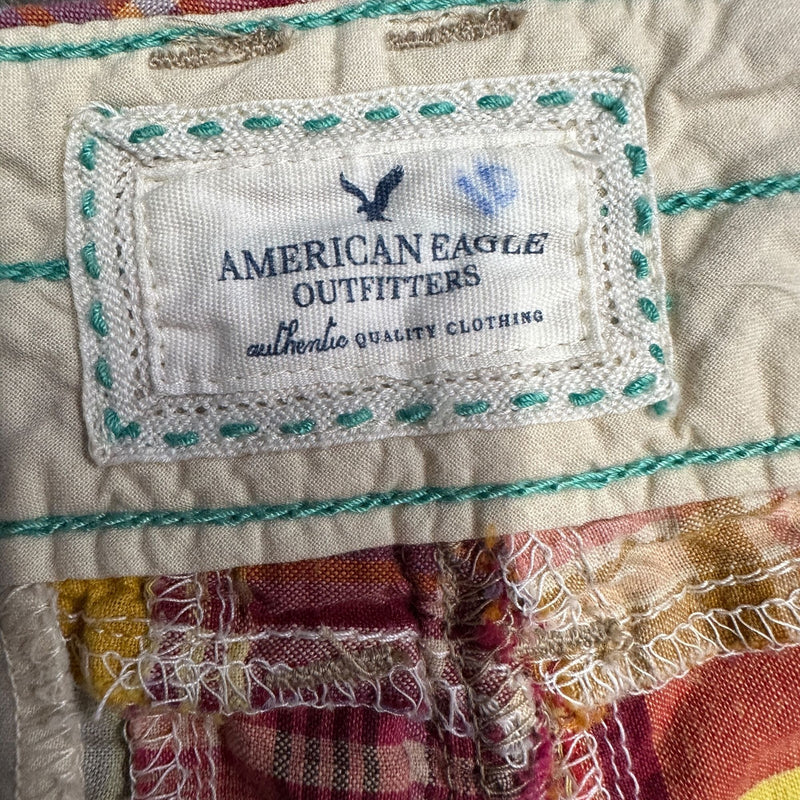 AMERICAN EAGLE
OUTFITTERS
authentic QUALITY CLOTHING